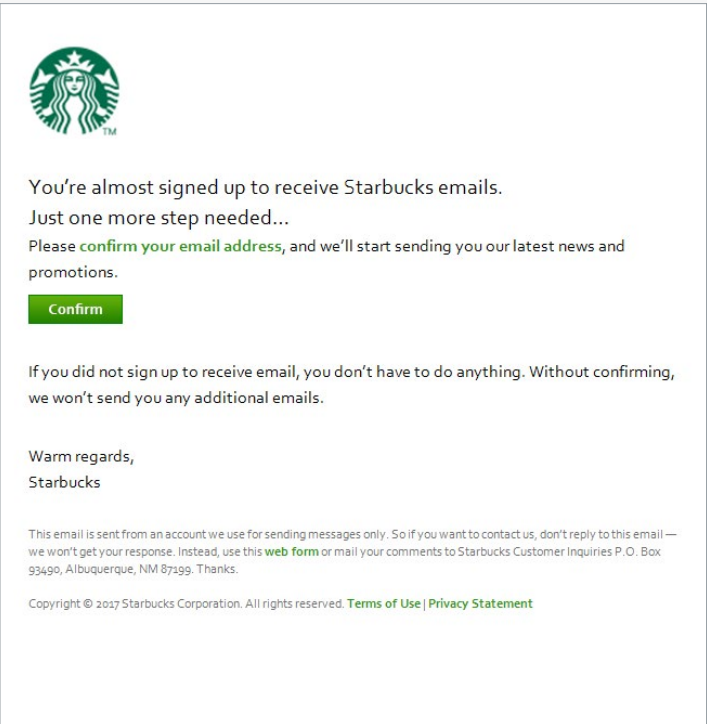 TM
You're almost signed up to receive Starbucks emails.
Just one more step needed...
Please confirm your email address, and we'll start sending you our latest news and
promotions.
Confirm
If you did not sign up to receive email, you don't have to do anything. Without confirming,
we won't send you any additional emails.
Warm regards,
Starbucks
This email is sent from an account we use for sending messages only. So if you want to contact us, don't reply to this email —
we won't get your response. Instead, use this web form or mail your comments to Starbucks Customer Inquiries P.O. Box
93490, Albuquerque, NM 87199. Thanks.
Copyright © 2017 Starbucks Corporation. All rights reserved. Terms of Use | Privacy Statement